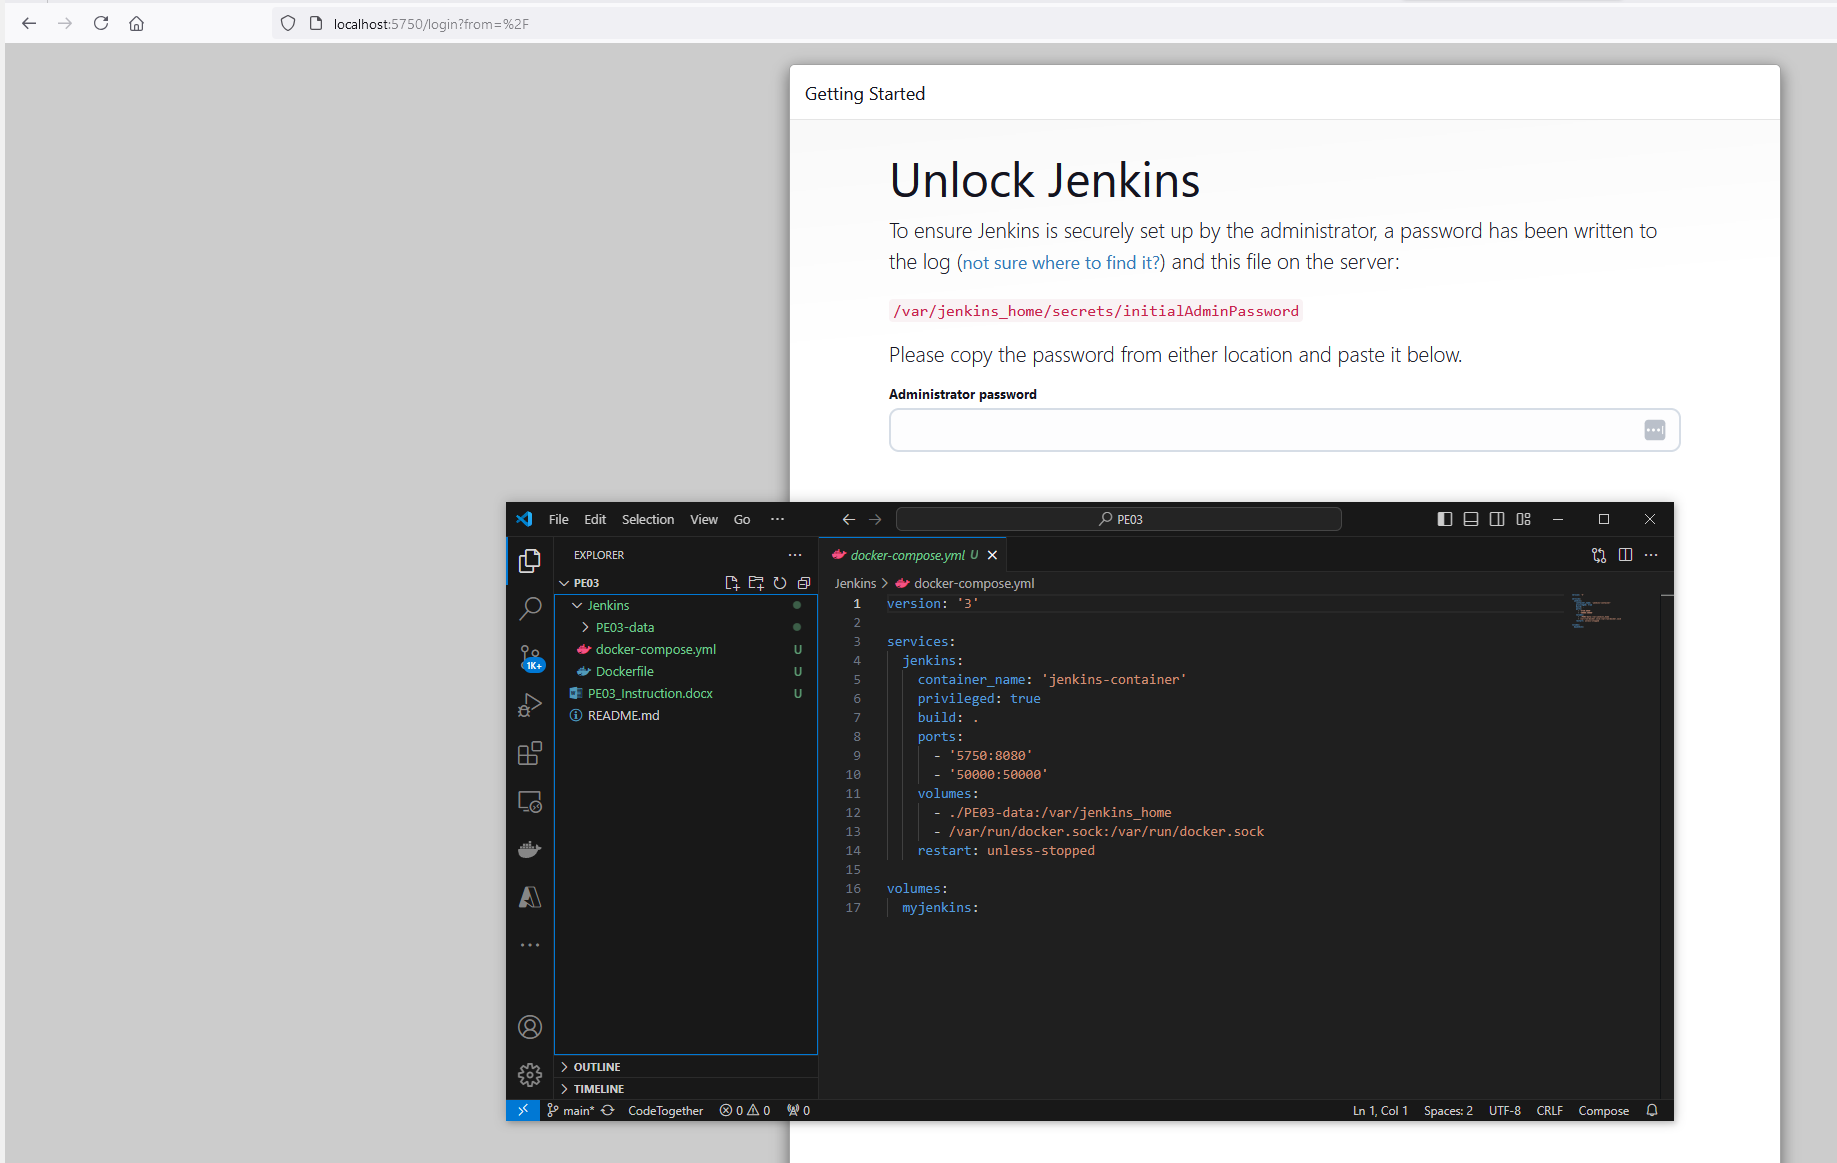 localhost:5750/login?from=%2F
Getting Started
Unlock Jenkins
To ensure Jenkins is securely set up by the administrator, a password has been written to
the log (not sure where to find it?) and this file on the server:
/var/jenkins_home/secrets/initialAdminPassword
Please copy the password from either location and paste it below.
Administrator password
File Edit Selection View Go ··· PE03
EXPLORER
PE03
Jenkins
PE03-data
docker-compose.yml U
Dockerfile U
PE03_Instruction.docx U
README.md
1K+
OUTLINE
TIMELINE
docker-compose.yml U
Jenkins > docker-compose.yml
1 version: '3'
2
3 services:
4 jenkins:
5 container_name: 'jenkins-container'
6 privileged: true
7 build: .
8 ports:
9 - '5750:8080'
10 - '50000:50000'
11 volumes:
12 - ./PE03-data:/var/jenkins_home
13 - /var/run/docker.sock:/var/run/docker.sock
14 restart: unless-stopped
15
16 volumes:
17 myjenkins:
main* CodeTogether 0 0 0 Ln 1, Col 1 Spaces: 2 UTF-8 CRLF Compose